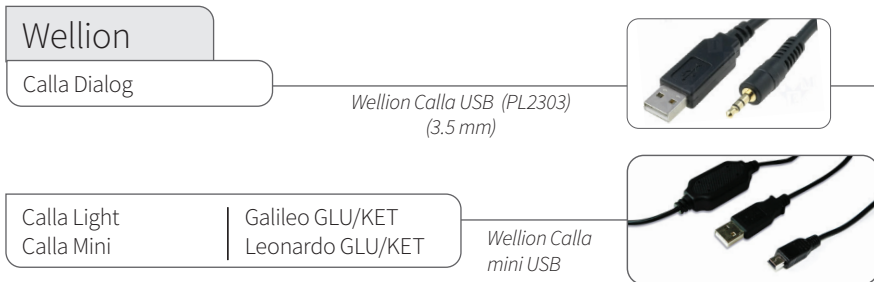 Wellion
Calla Dialog
Wellion Calla USB (PL2303)
(3.5 mm)
Calla Light
Calla Mini
Galileo GLU/KET
Leonardo GLU/KET
Wellion Calla
mini USB